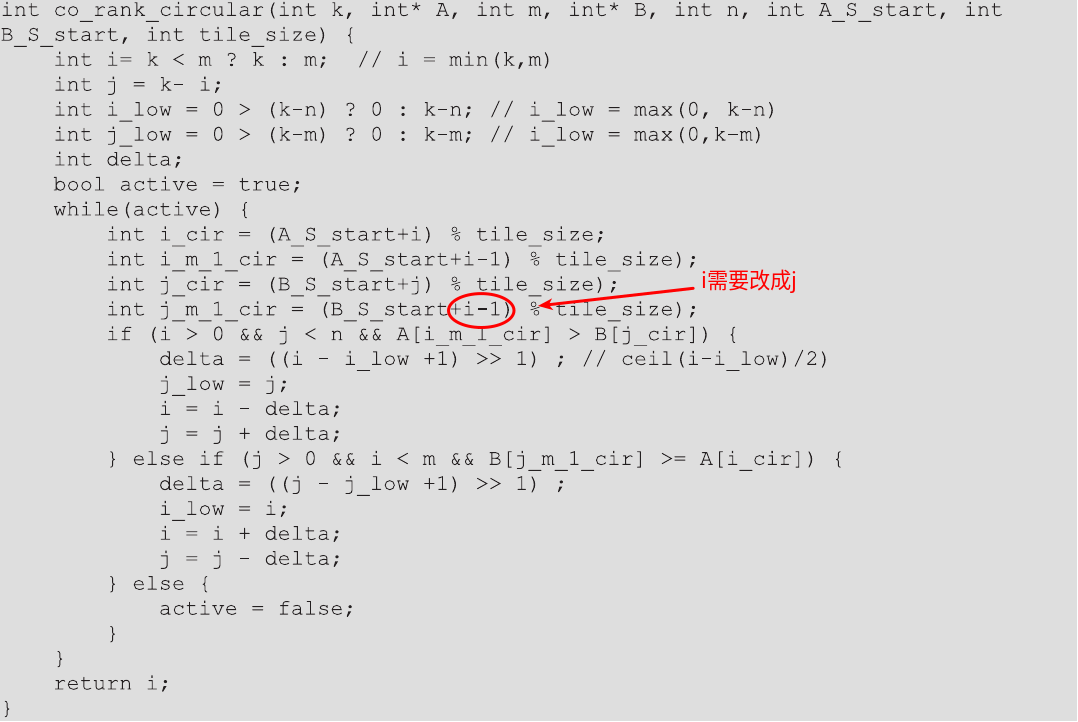 int co_rank_circular(int k, int* A, int m, int* B, int n, int A_S_start, int
B_S_start, int tile_size) {
    int i= k < m ? k : m;  // i = min(k,m)
    int j = k- i;
    int i_low = 0 > (k-n) ? 0 : k-n; // i_low = max(0, k-n)
    int j_low = 0 > (k-m) ? 0 : k-m; // i_low = max(0,k-m)
    int delta;
    bool active = true;
    while(active) {
        int i_cir = (A_S_start+i) % tile_size;
        int i_m_1_cir = (A_S_start+i-1) % tile_size);
        int j_cir = (B_S_start+j) % tile_size);
i需要改成j
        int j_m_1_cir = (B_S_start+i-1) % tile_size);
        if (i > 0 && j < n && A[i_m_1_cir] > B[j_cir]) {
            delta = ((i - i_low +1) >> 1) ; // ceil(i-i_low)/2)
            j_low = j;
            i = i - delta;
            j = j + delta;
        } else if (j > 0 && i < m && B[j_m_1_cir] >= A[i_cir]) {
            delta = ((j - j_low +1) >> 1) ;
            i_low = i;
            i = i + delta;
            j = j - delta;
        } else {
            active = false;
        }
    }
    return i;
}